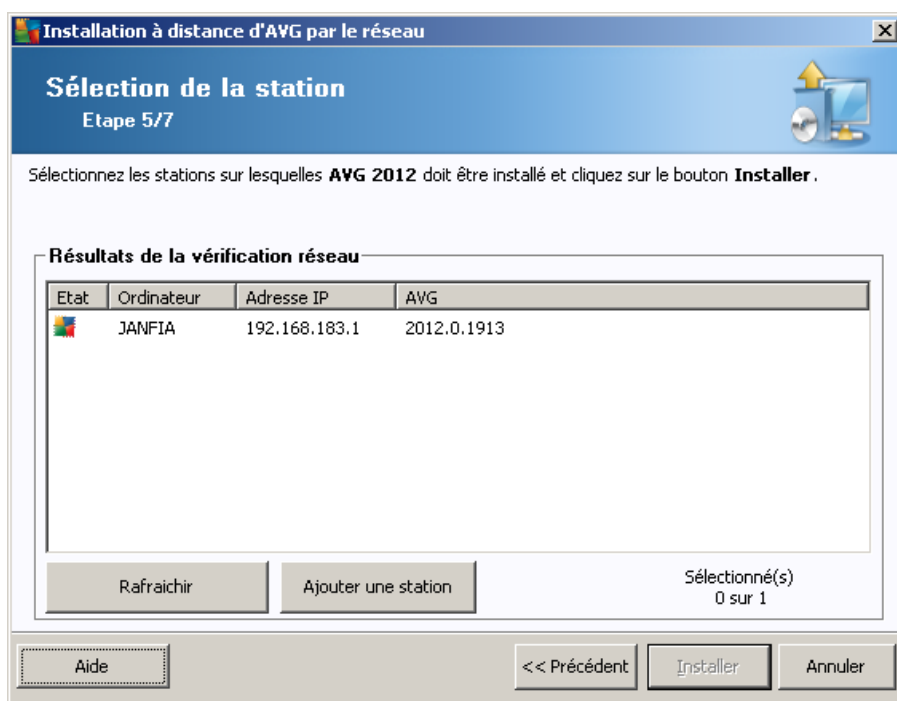 Installation à distance d'AVG par le réseau
Sélection de la station
Etape 5/7
Sélectionnez les stations sur lesquelles AVG 2012 doit être installé et cliquez sur le bouton Installer.
Résultats de la vérification réseau
Etat Ordinateur Adresse IP AVG
JANFIA 192.168.183.1 2012.0.1913
Rafraichir Ajouter une station Sélectionné(s)
0 sur 1
Aide << Précédent Installer Annuler